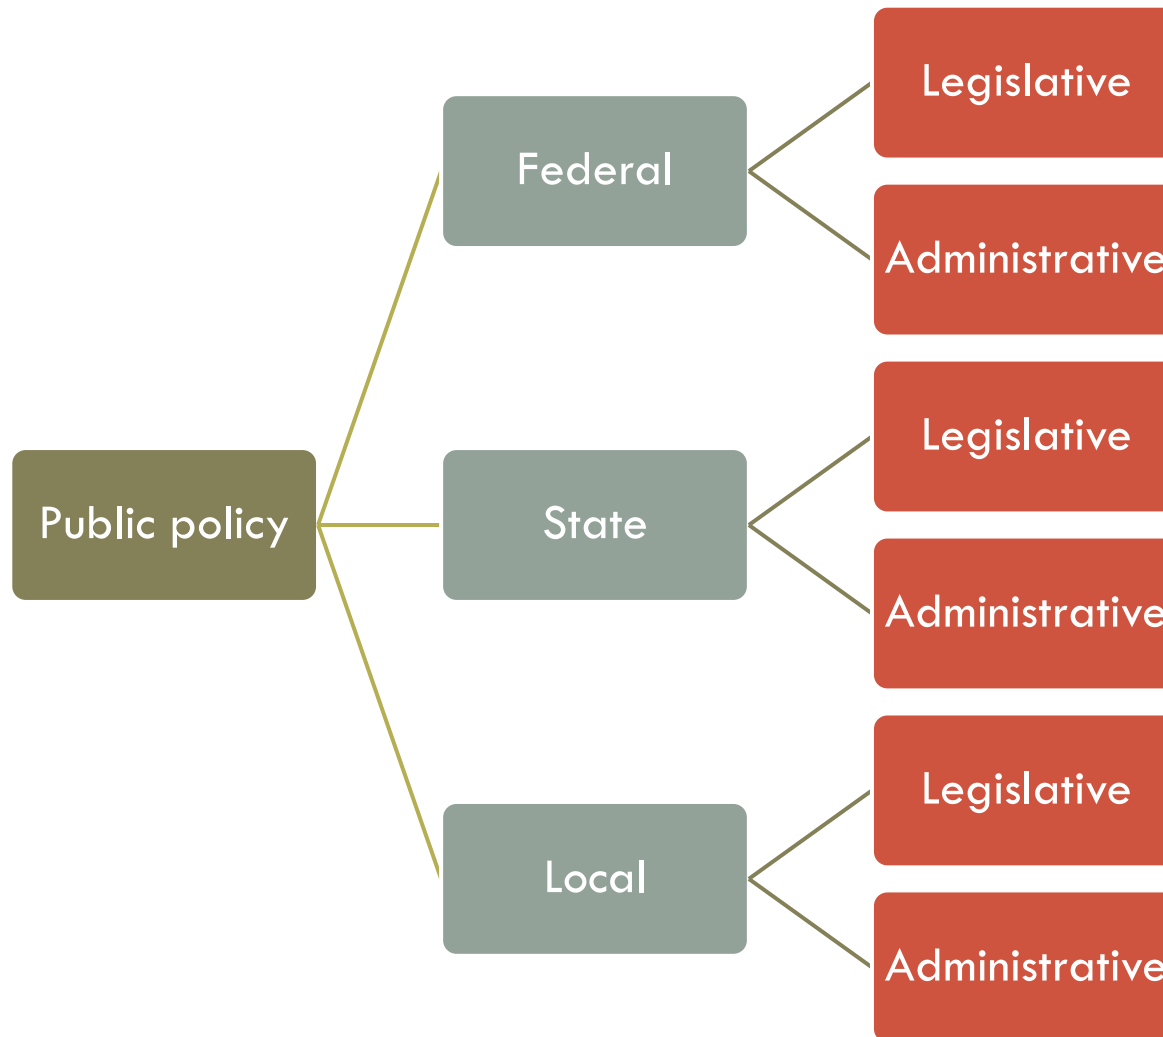 Public policy
Federal
Legislative
Administrative
State
Legislative
Administrative
Local
Legislative
Administrative